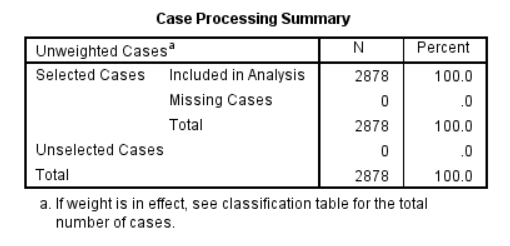 Case Processing Summary
Unweighted Casesᵃ N Percent
Selected Cases Included in Analysis 2878 100.0
Missing Cases 0 .0
Total 2878 100.0
Unselected Cases 0 .0
Total 2878 100.0
a. If weight is in effect, see classification table for the total
number of cases.